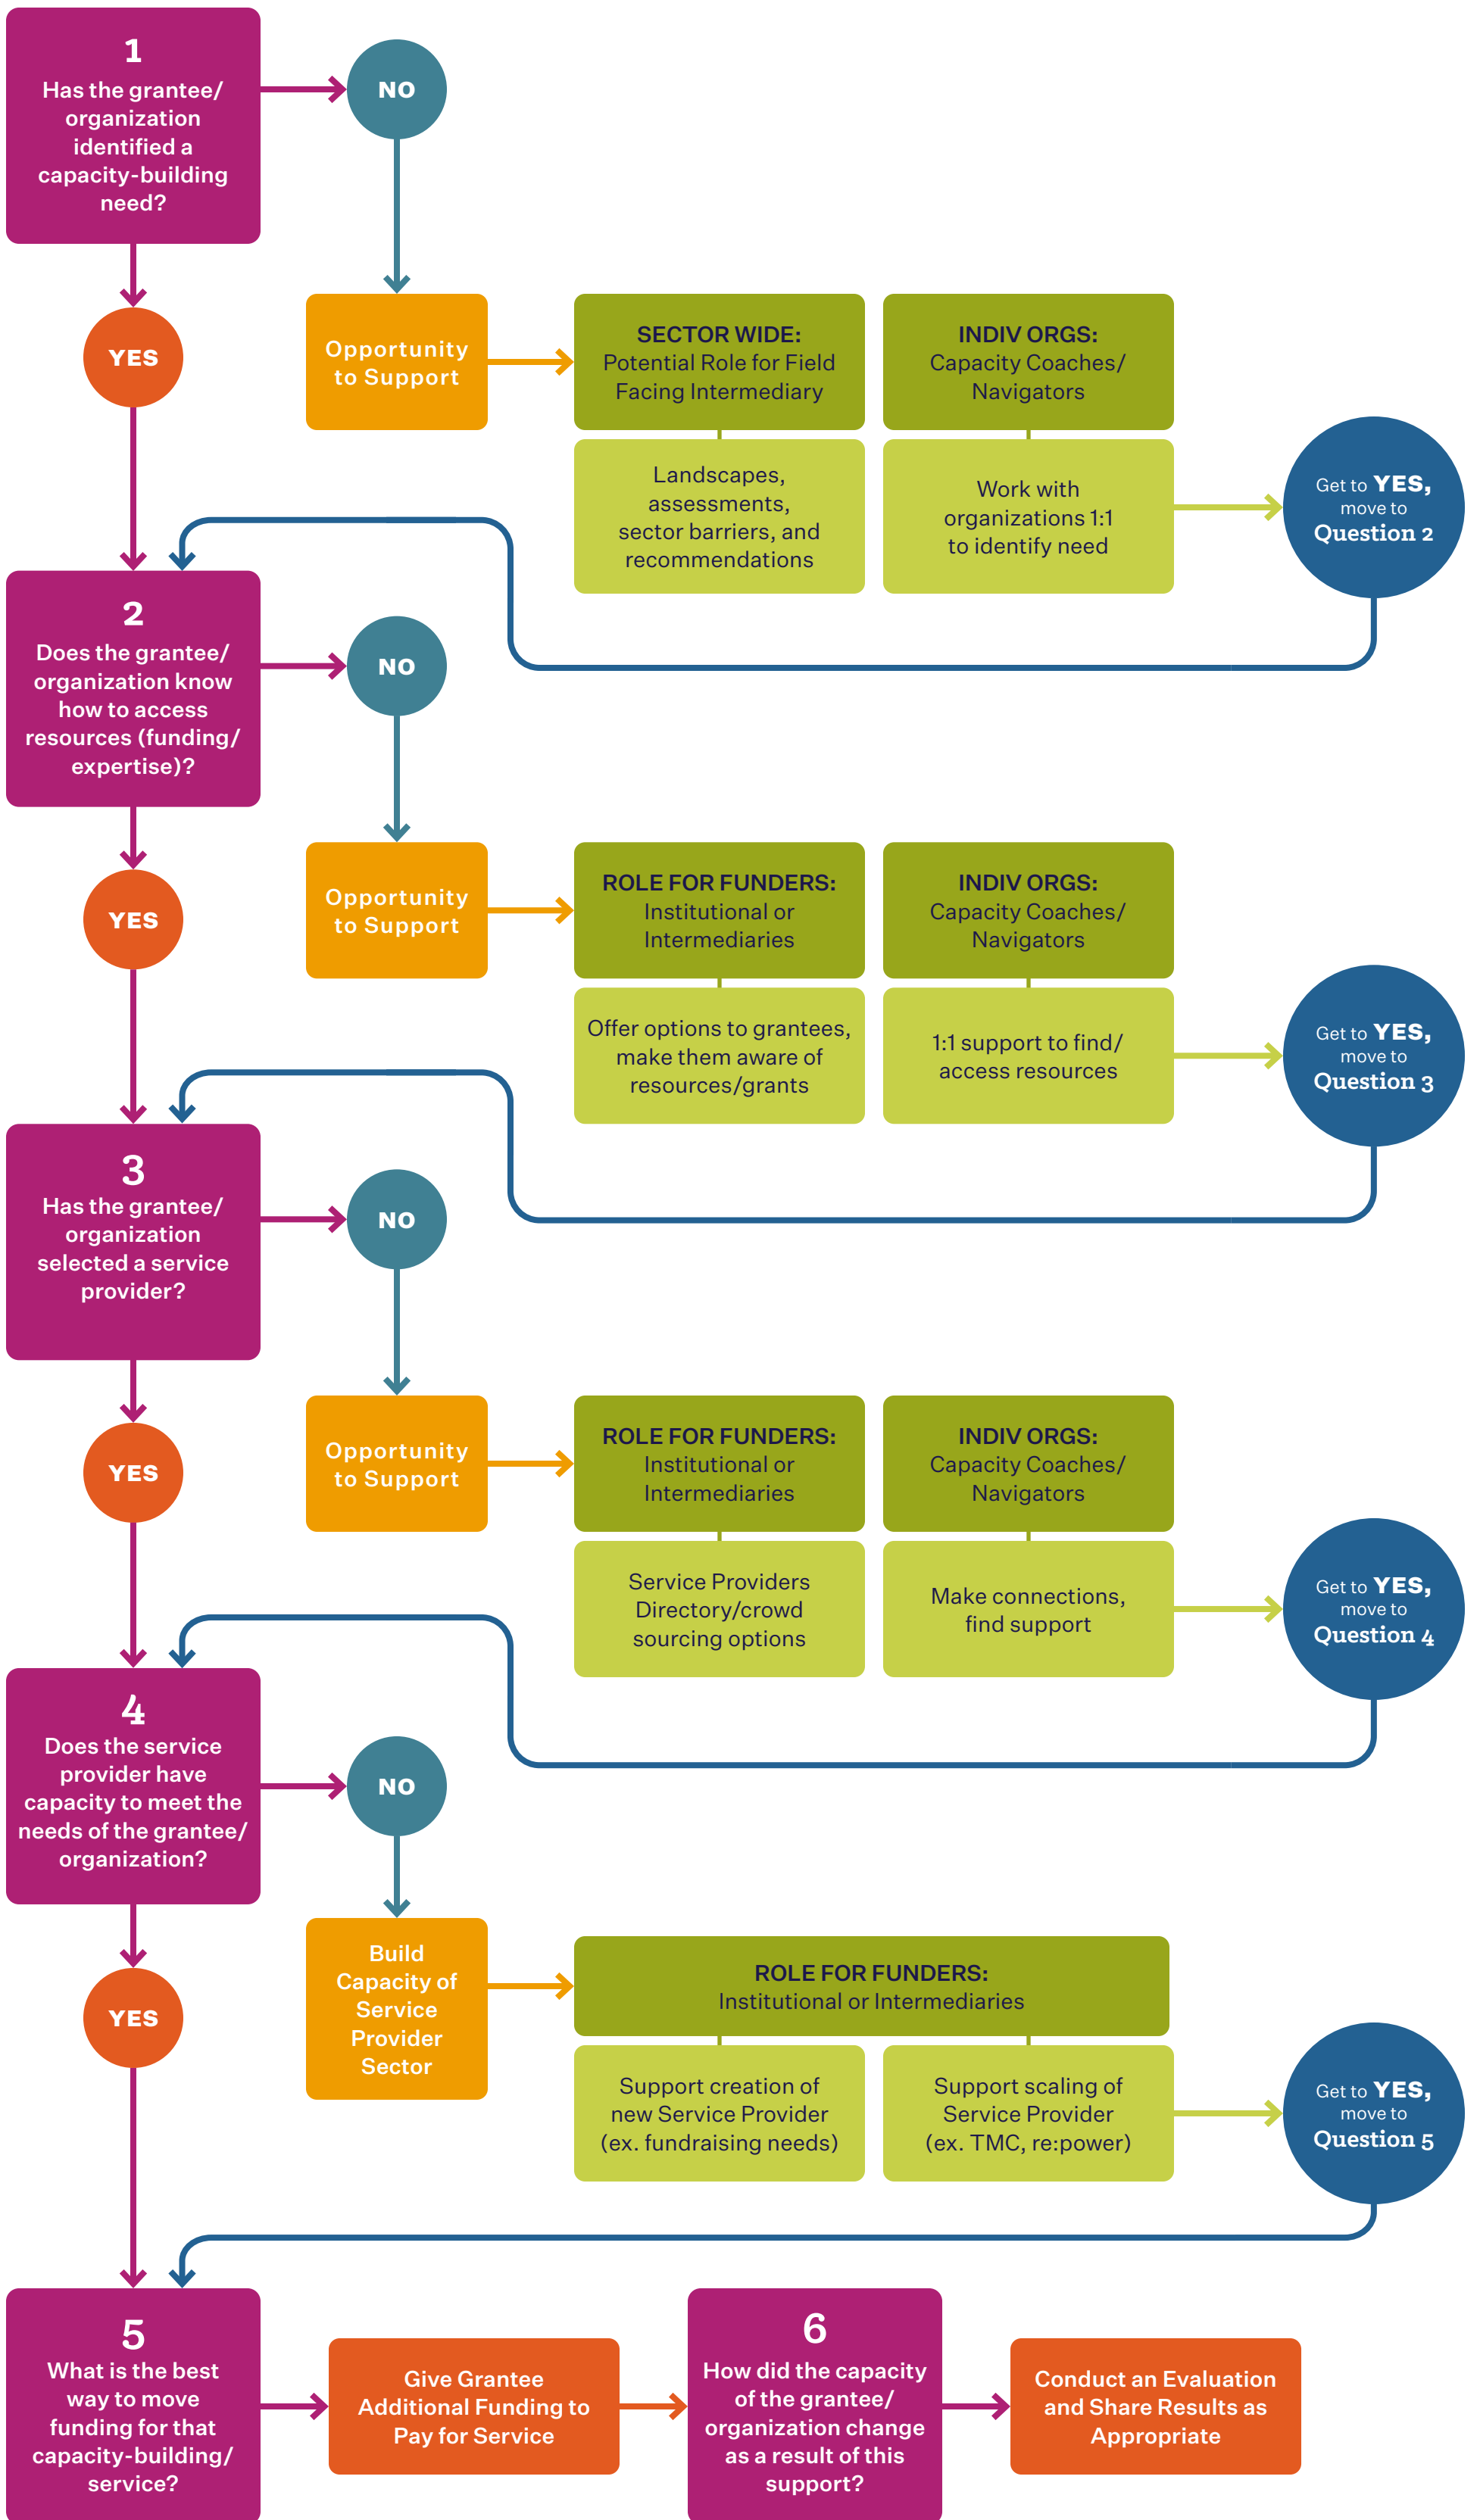 1
Has the grantee/
organization
identified a
capacity-building
need?
NO
YES
Opportunity
to Support
SECTOR WIDE:
Potential Role for Field
Facing Intermediary
INDIV ORGS:
Capacity Coaches/
Navigators
Landscapes,
assessments,
sector barriers, and
recommendations
Work with
organizations 1:1
to identify need
Get to YES,
move to
Question 2
2
Does the grantee/
organization know
how to access
resources (funding/
expertise)?
NO
YES
Opportunity
to Support
ROLE FOR FUNDERS:
Institutional or
Intermediaries
INDIV ORGS:
Capacity Coaches/
Navigators
Offer options to grantees,
make them aware of
resources/grants
1:1 support to find/
access resources
Get to YES,
move to
Question 3
3
Has the grantee/
organization
selected a service
provider?
NO
YES
Opportunity
to Support
ROLE FOR FUNDERS:
Institutional or
Intermediaries
INDIV ORGS:
Capacity Coaches/
Navigators
Service Providers
Directory/crowd
sourcing options
Make connections,
find support
Get to YES,
move to
Question 4
4
Does the service
provider have
capacity to meet the
needs of the grantee/
organization?
NO
YES
Build
Capacity of
Service
Provider
Sector
ROLE FOR FUNDERS:
Institutional or Intermediaries
Support creation of
new Service Provider
(ex. fundraising needs)
Support scaling of
Service Provider
(ex. TMC, re:power)
Get to YES,
move to
Question 5
5
What is the best
way to move
funding for that
capacity-building/
service?
Give Grantee
Additional Funding to
Pay for Service
6
How did the capacity
of the grantee/
organization change
as a result of this
support?
Conduct an Evaluation
and Share Results as
Appropriate